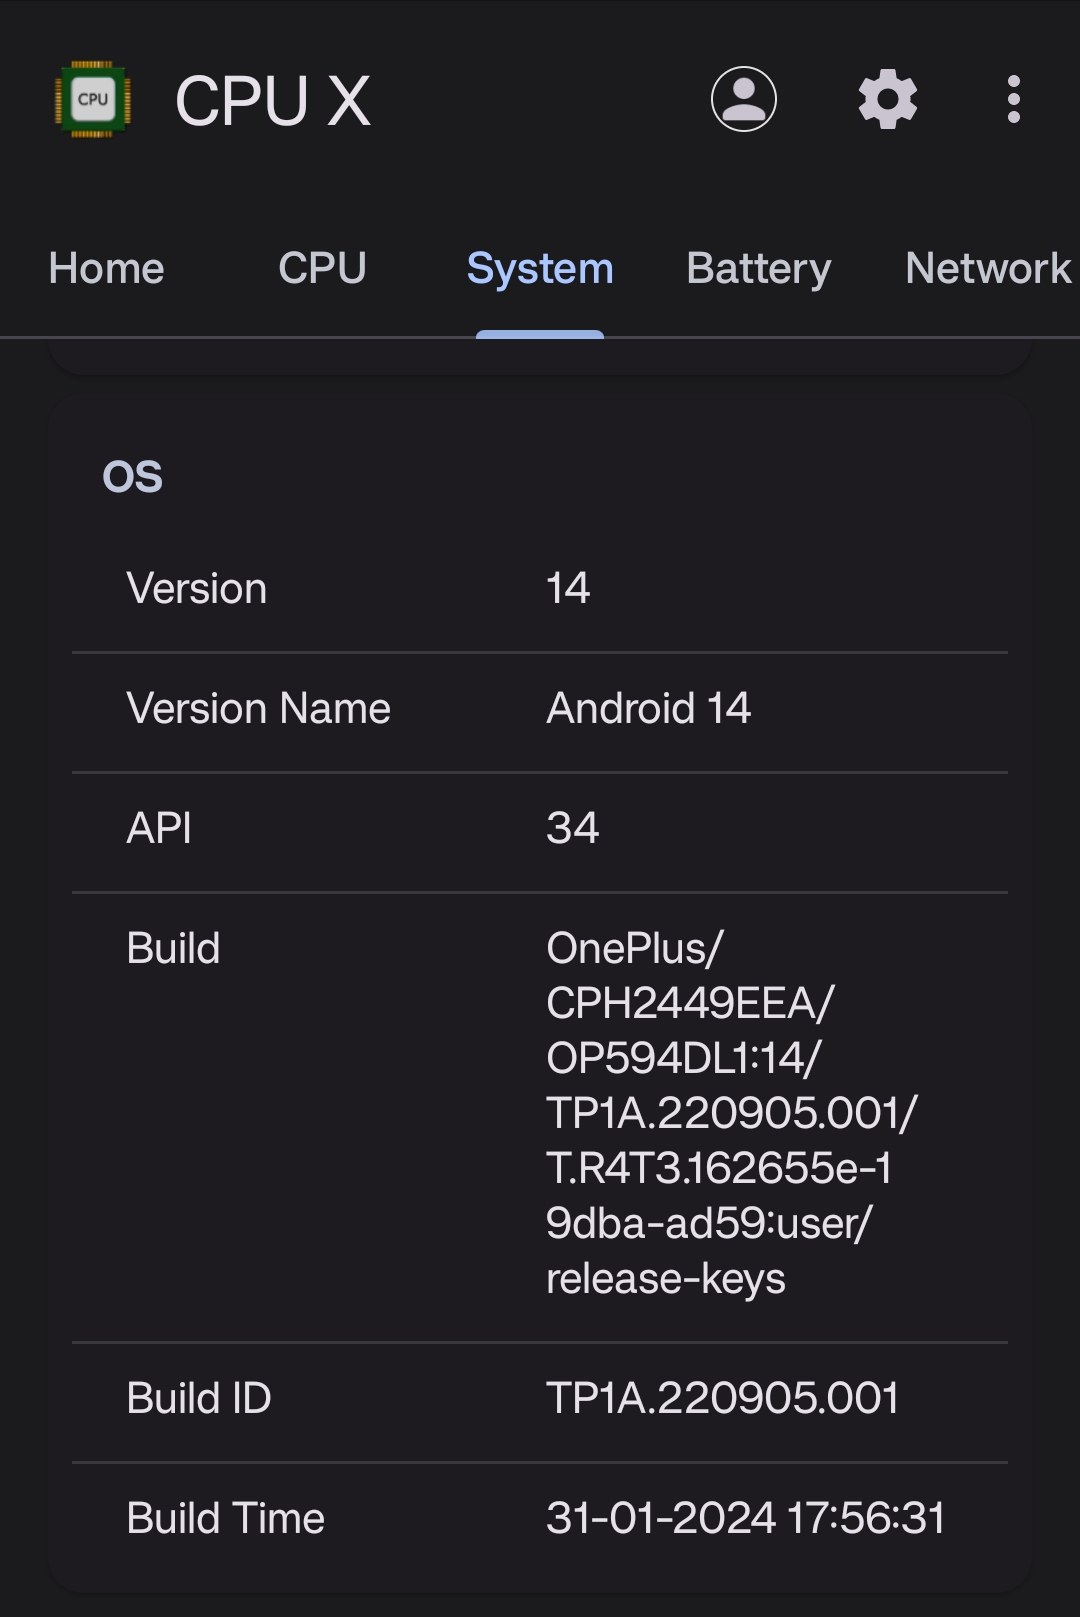 CPU
CPU X
Home CPU System Battery Network
OS
Version 14
Version Name Android 14
API 34
Build OnePlus/
CPH2449EEA/
OP594DL1:14/
TP1A.220905.001/
T.R4T3.162655e-1
9dba-ad59:user/
release-keys
Build ID TP1A.220905.001
Build Time 31-01-2024 17:56:31